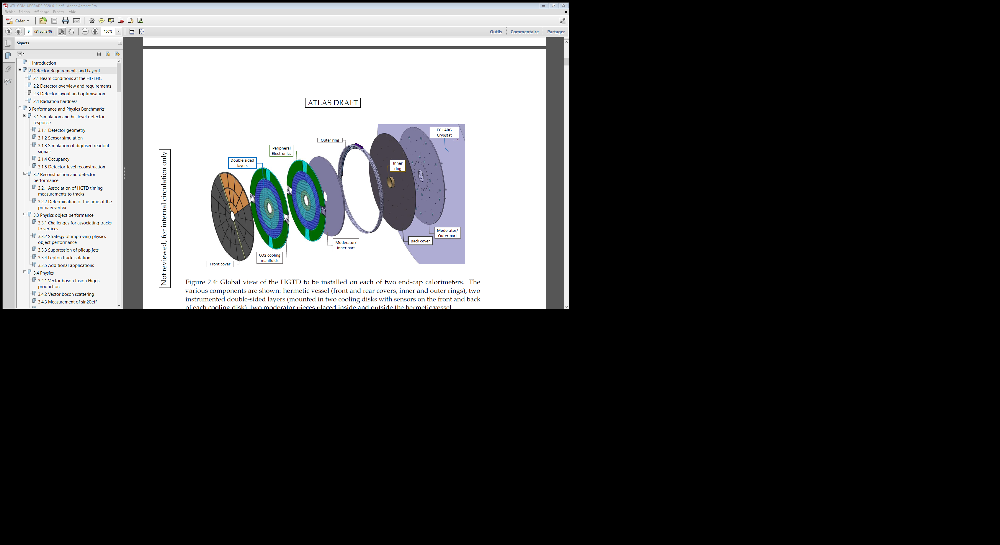 ATL-COM-UPGRADE-2020-011.pdf - Adobe Acrobat Pro
Fichier Edition Affichage Fenêtre Aide
Créer
9 (21 sur 370) 150% Outils Commentaire Partager
Signets
1 Introduction
2 Detector Requirements and Layout
2.1 Beam conditions at the HL-LHC
2.2 Detector overview and requirements
2.3 Detector layout and optimisation
2.4 Radiation hardness
3 Performance and Physics Benchmarks
3.1 Simulation and hit-level detector
response
3.1.1 Detector geometry
3.1.2 Sensor simulation
3.1.3 Simulation of digitised readout
signals
3.1.4 Occupancy
3.1.5 Detector-level reconstruction
3.2 Reconstruction and detector
performance
3.2.1 Association of HGTD timing
measurements to tracks
3.2.2 Determination of the time of the
primary vertex
3.3 Physics object performance
3.3.1 Challenges for associating tracks
to vertices
3.3.2 Strategy of improving physics
object performance
3.3.3 Suppression of pileup jets
3.3.4 Lepton track isolation
3.3.5 Additional applications
3.4 Physics
3.4.1 Vector boson fusion Higgs
production
3.4.2 Vector boson scattering
3.4.3 Measurement of sin2θeff
ATLAS DRAFT
Not reviewed, for internal circulation only
EC LARG
Cryostat
Outer ring
Peripheral
Electronics
Double sided
layers
Inner
ring
Moderator/
Outer part
Back cover
Moderator/
Inner part
CO2 cooling
manifolds
Front cover
Figure 2.4: Global view of the HGTD to be installed on each of two end-cap calorimeters. The
various components are shown: hermetic vessel (front and rear covers, inner and outer rings), two
instrumented double-sided layers (mounted in two cooling disks with sensors on the front and back
of each cooling disk), two moderator pieces placed inside and outside the hermetic vessel.